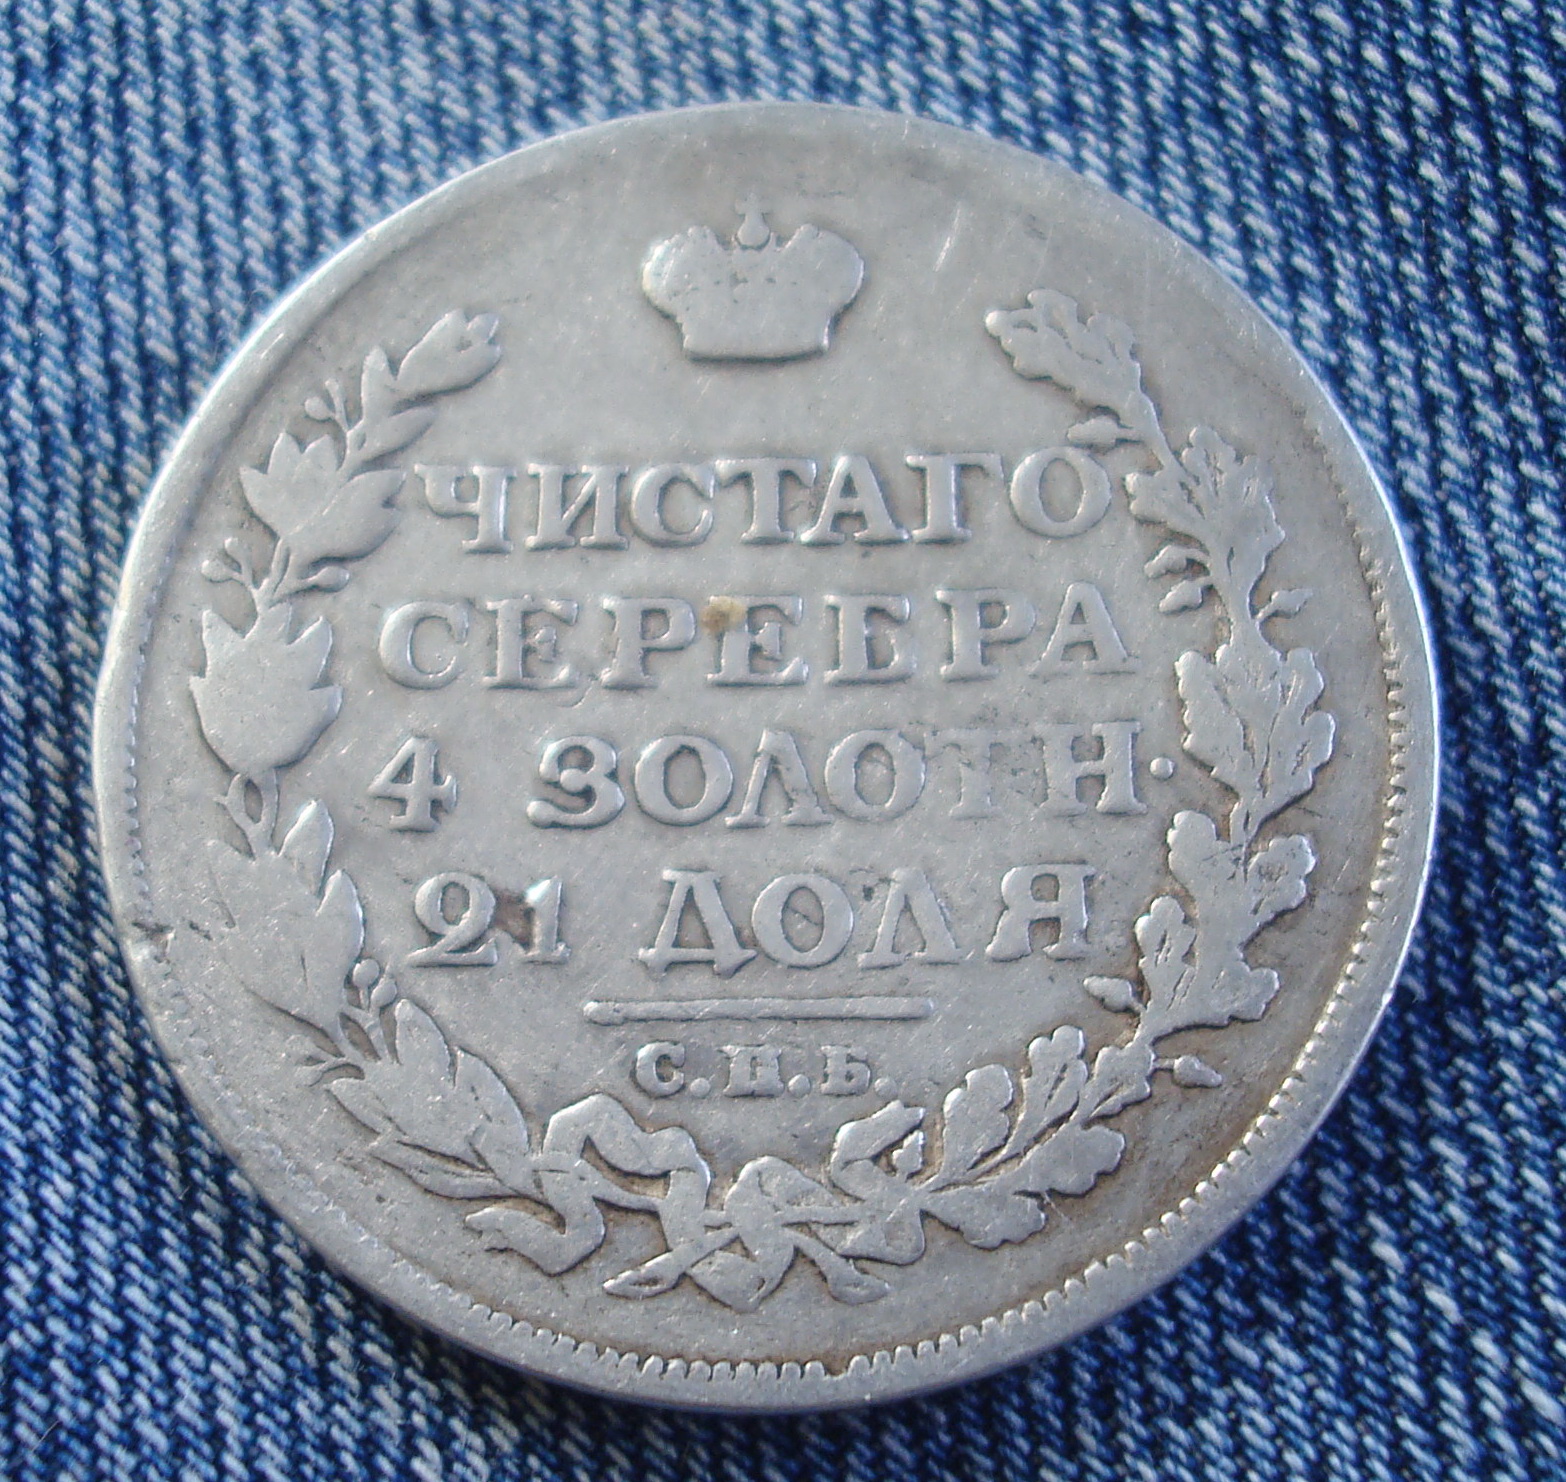 ЧИСТАГО
СЕРЕБРА
4 ЗОЛОТН.
21 ДОЛЯ
С.П.Б.